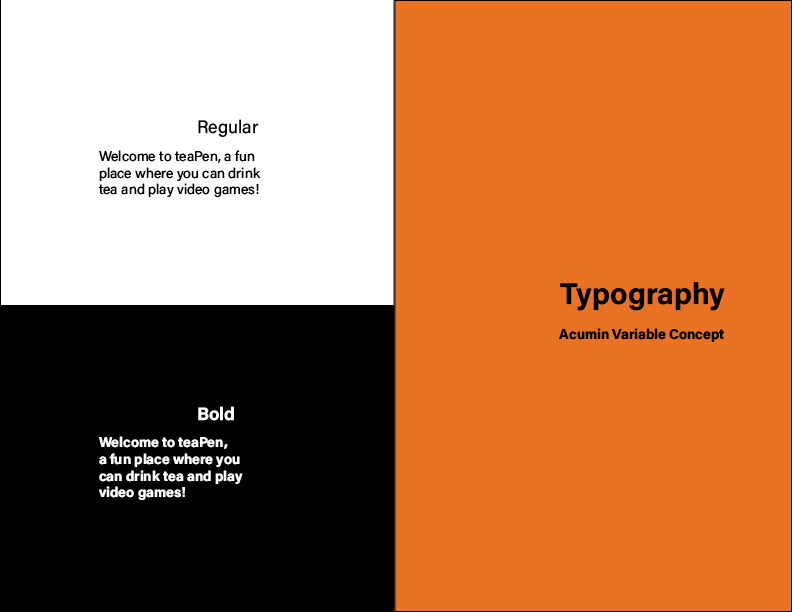 Regular
Welcome to teaPen, a fun
place where you can drink
tea and play video games!
Bold
Welcome to teaPen,
a fun place where you
can drink tea and play
video games!
Typography
Acumin Variable Concept